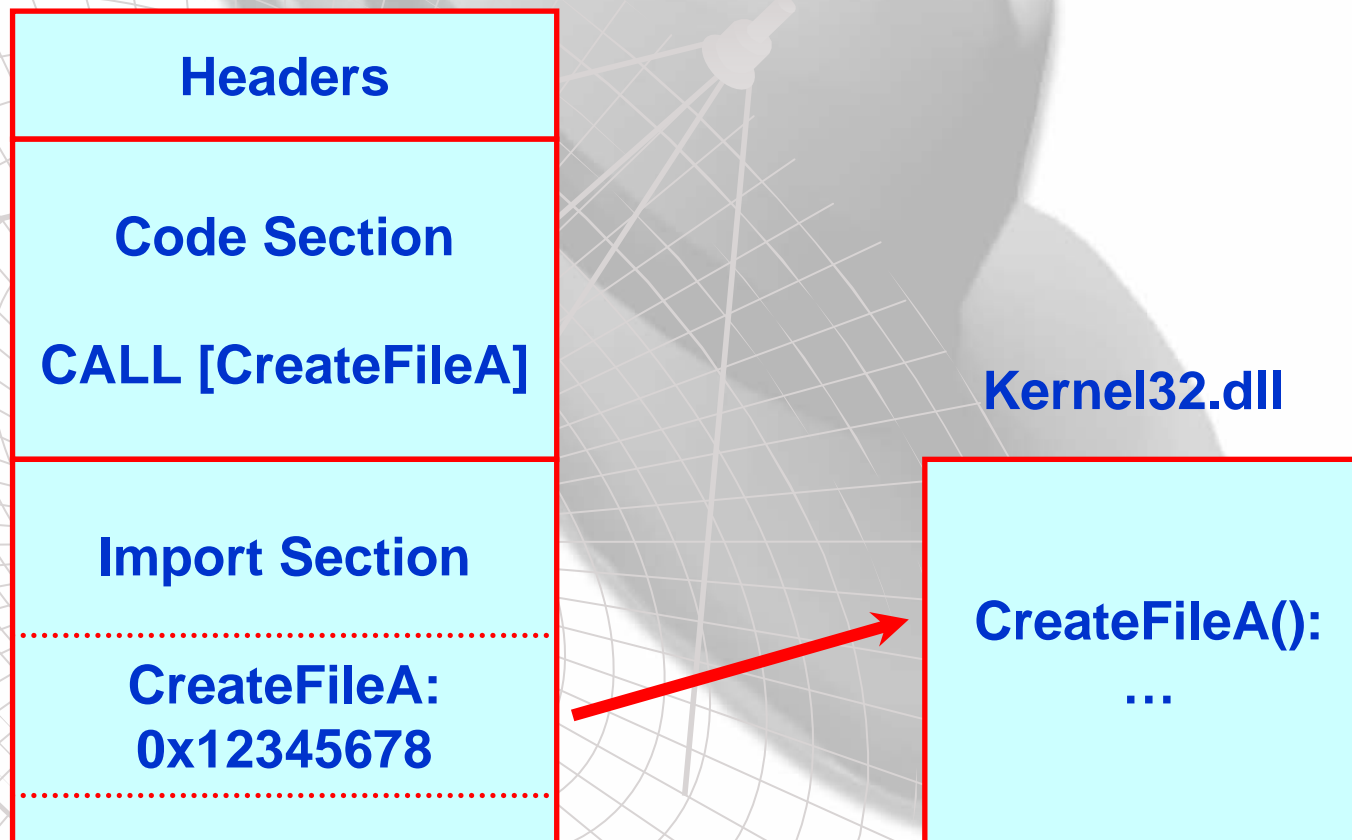 Headers
Code Section
CALL [CreateFileA]
Import Section
CreateFileA:
0x12345678
Kernel32.dll
CreateFileA():
…